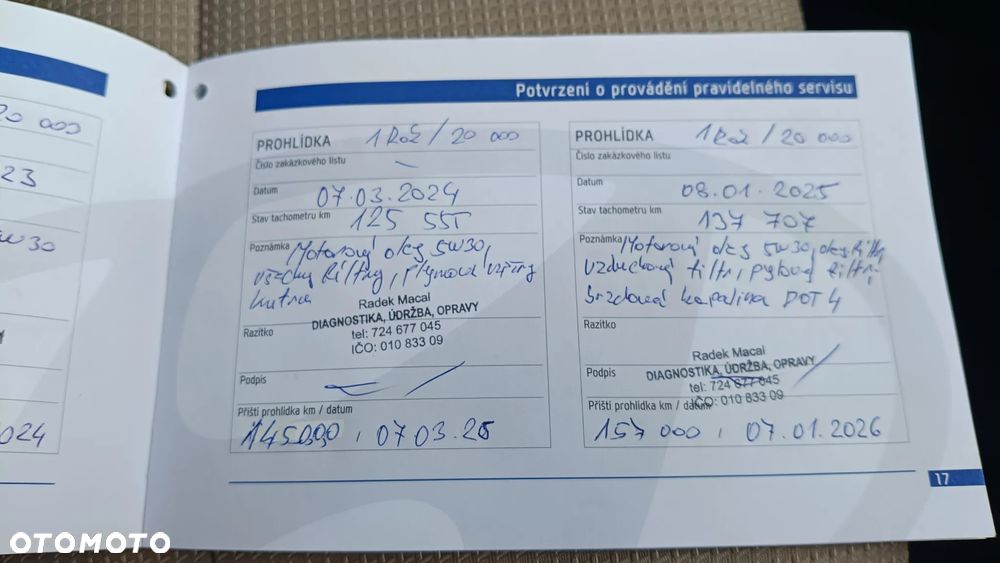 20 000
23
5W30
024
Potvrzení o provádění pravidelného servisu
PROHLÍDKA 1 ROŽ / 20 000
Číslo zakázkového listu –
Datum 07.03.2024
Stav tachometru km 125 557
Poznámka Motorový olej 5W30,
všechny filtry,
Razítko
Radek Macal
DIAGNOSTIKA, ÚDRŽBA, OPRAVY
tel: 724 677 045
IČO: 010 833 09
Podpis
Příští prohlídka km / datum
145000, 07 03.25
PROHLÍDKA 1 ROŽ / 20 000
Číslo zakázkového listu
Datum 08.01.2025
Stav tachometru km 137 707
Poznámka Motorový olej 5W30, olej. filtr,
vzduchový filtr, pylový filtr,
brzdová kapalina DOT 4
Razítko
Radek Macal
DIAGNOSTIKA, ÚDRŽBA, OPRAVY
tel: 724 677 045
IČO: 010 833 09
Podpis
Příští prohlídka km / datum
157 000, 07.01.2026
17
OTOMOTO